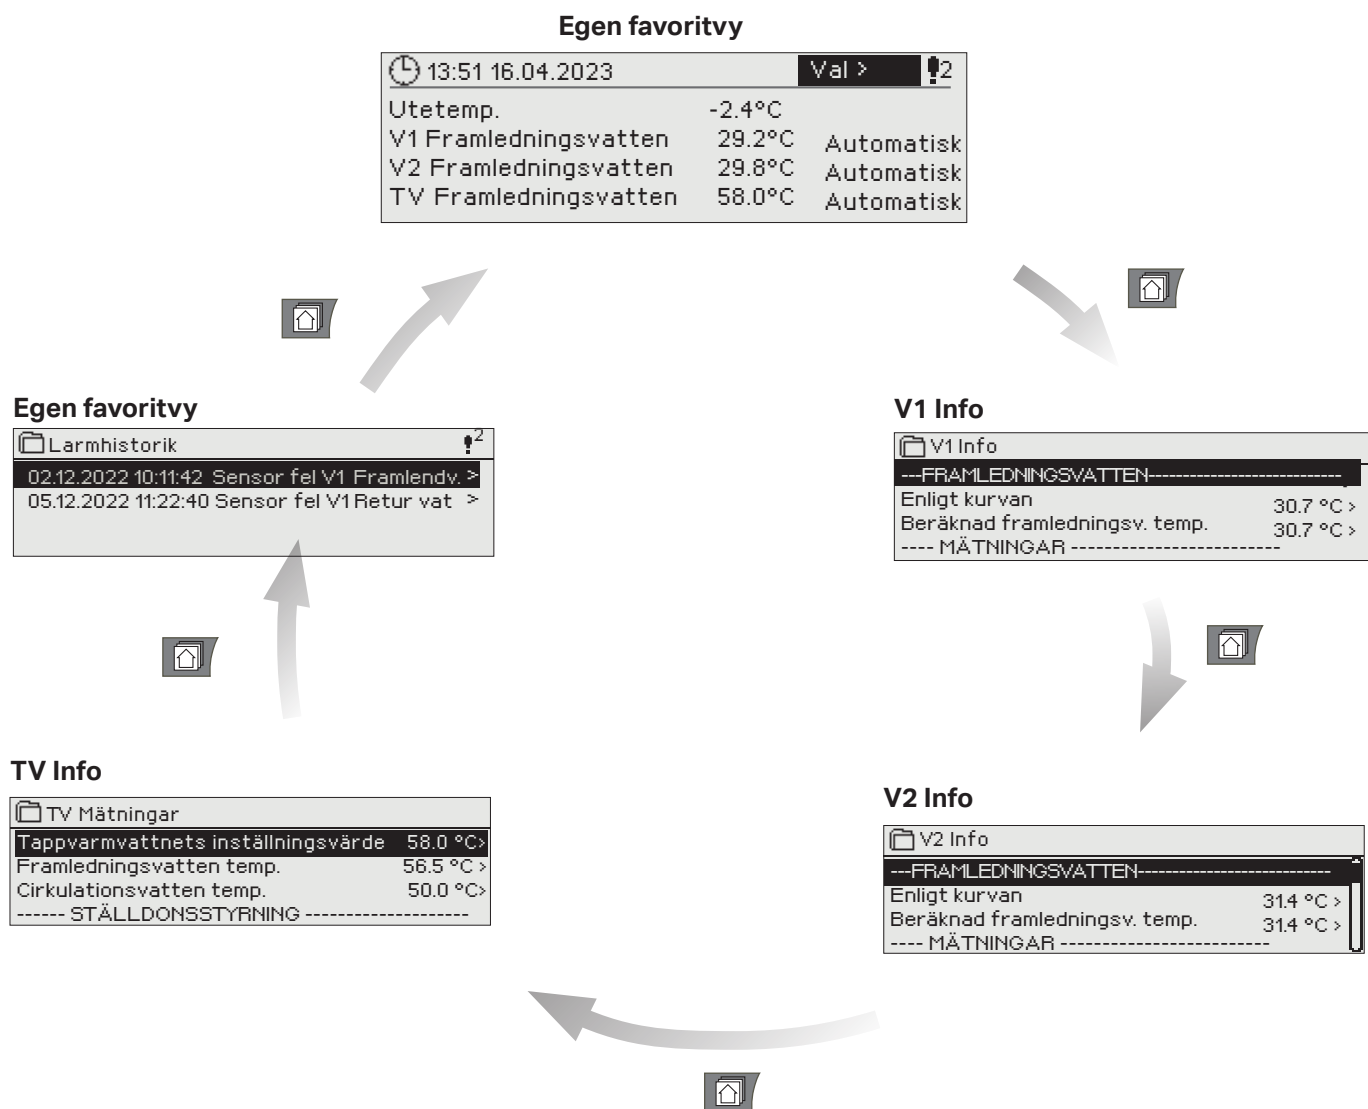 Egen favoritvy
13:51 16.04.2023 Val > 2
Utetemp. -2.4°C
V1 Framledningsvatten 29.2°C Automatisk
V2 Framledningsvatten 29.8°C Automatisk
TV Framledningsvatten 58.0°C Automatisk
Egen favoritvy
Larmhistorik 2
02.12.2022 10:11:42 Sensor fel V1 Framlendv. >
05.12.2022 11:22:40 Sensor fel V1 Retur vat >
V1 Info
V1 Info
---FRAMLEDNINGSVATTEN---------------------------
Enligt kurvan 30.7 °C >
Beräknad framledningsv. temp. 30.7 °C >
---- MÄTNINGAR -------------------------
TV Info
TV Mätningar
Tappvarmvattnets inställningsvärde 58.0 °C>
Framledningsvatten temp. 56.5 °C >
Cirkulationsvatten temp. 50.0 °C>
------ STÄLLDONSSTYRNING --------------------
V2 Info
V2 Info
---FRAMLEDNINGSVATTEN---------------------------
Enligt kurvan 31.4 °C >
Beräknad framledningsv. temp. 31.4 °C >
---- MÄTNINGAR -------------------------